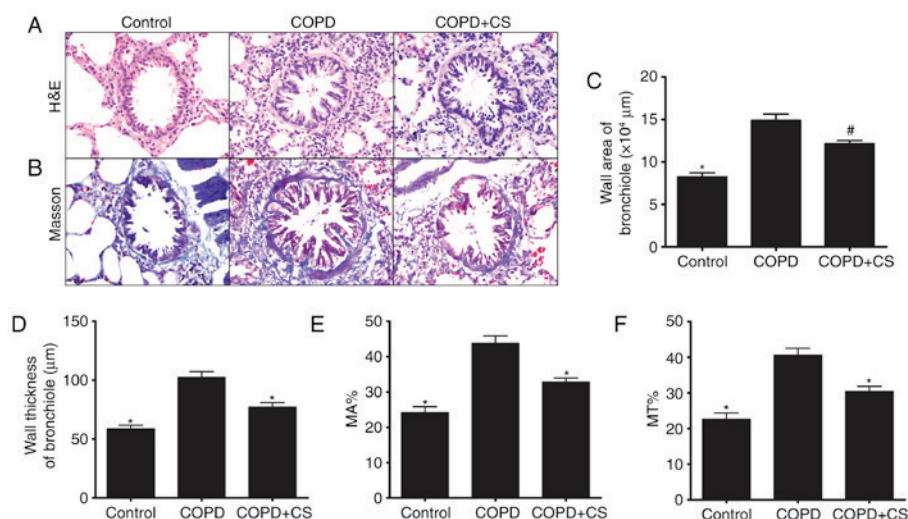 A
Control
COPD
COPD+CS
H&E
B
Masson
C
Wall area of
bronchiole (×10⁴ μm)
15
10
5
0
*
#
Control
COPD
COPD+CS
D
Wall thickness
of bronchiole (μm)
150
100
50
0
*
*
Control
COPD
COPD+CS
E
MA%
50
40
30
20
10
0
*
*
Control
COPD
COPD+CS
F
MT%
50
40
30
20
10
0
*
*
Control
COPD
COPD+CS